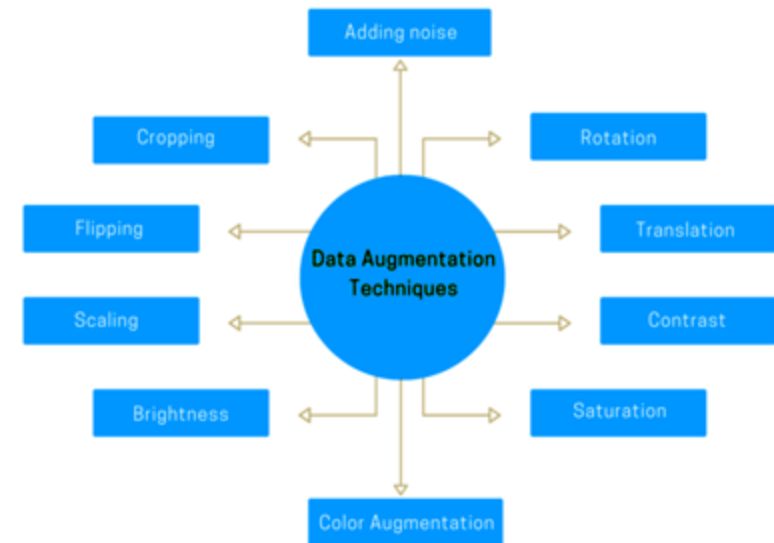 Adding noise
Cropping
Rotation
Flipping
Translation
Data Augmentation
Techniques
Scaling
Contrast
Brightness
Saturation
Color Augmentation